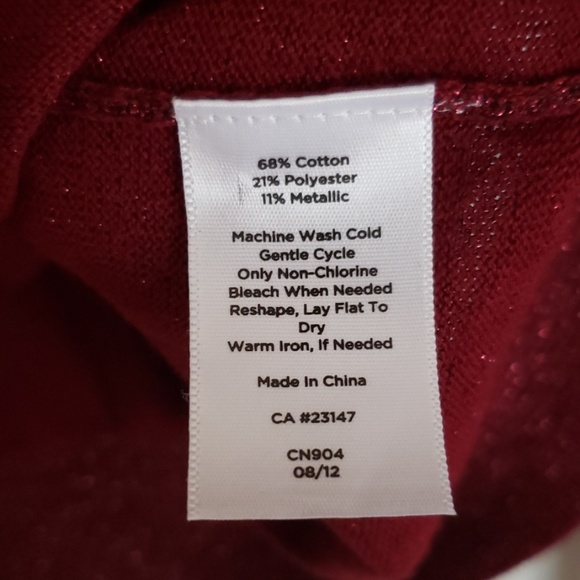 68% Cotton
21% Polyester
11% Metallic
Machine Wash Cold
Gentle Cycle
Only Non-Chlorine
Bleach When Needed
Reshape, Lay Flat To
Dry
Warm Iron, If Needed
Made In China
CA #23147
CN904
08/12